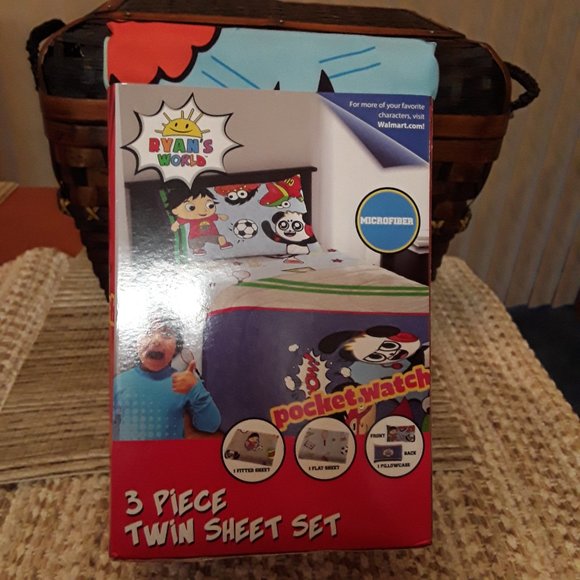 For more of your favorite
characters, visit
Walmart.com!
RYAN'S
WORLD
MICROFIBER
POW!
pocket.watch
1 FITTED SHEET
1 FLAT SHEET
FRONT
BACK
1 PILLOWCASE
3 PIECE
TWIN SHEET SET